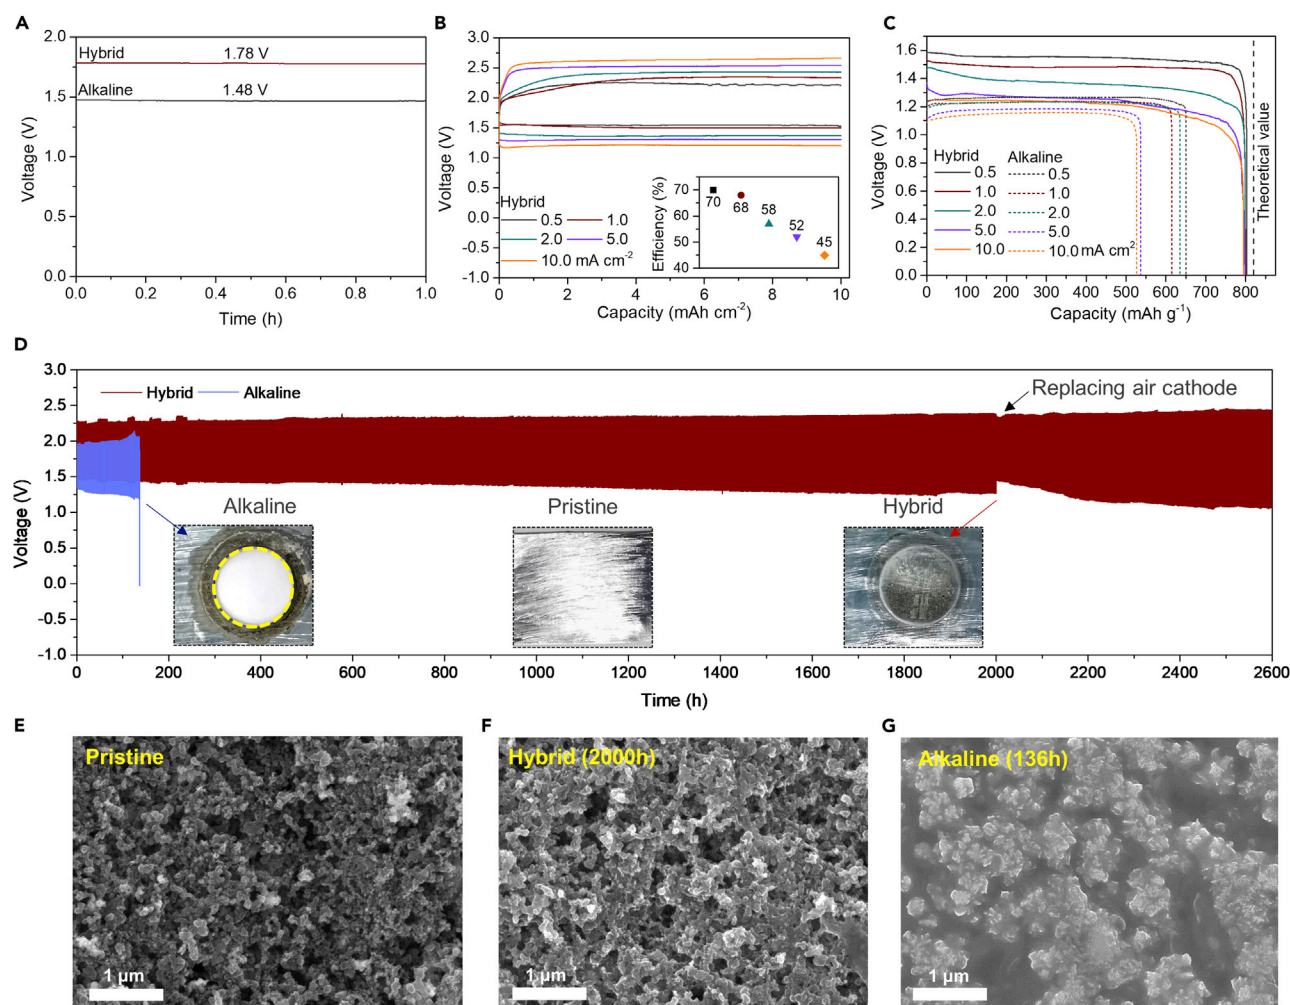 A
2.0
1.5
1.0
0.5
0.0
Voltage (V)
Hybrid 1.78 V
Alkaline 1.48 V
0.0 0.2 0.4 0.6 0.8 1.0
Time (h)
B
3.0
2.5
2.0
1.5
1.0
0.5
0.0
-0.5
-1.0
Voltage (V)
Hybrid
0.5 1.0
2.0 5.0
10.0 mA cm-2
Efficiency (%)
70
60
50
40
70
68
58
52
45
0 2 4 6 8 10
Capacity (mAh cm-2)
C
1.6
1.4
1.2
1.0
0.8
0.6
0.4
0.2
0.0
Voltage (V)
Hybrid Alkaline
0.5 0.5
1.0 1.0
2.0 2.0
5.0 5.0
10.0 10.0 mA cm2
Theoretical value
0 100 200 300 400 500 600 700 800
Capacity (mAh g-1)
D
3.0
2.5
2.0
1.5
1.0
0.5
0.0
-0.5
-1.0
Voltage (V)
Hybrid Alkaline
Replacing air cathode
Alkaline Pristine Hybrid
0 200 400 600 800 1000 1200 1400 1600 1800 2000 2200 2400 2600
Time (h)
E
Pristine
1 μm
F
Hybrid (2000h)
1 μm
G
Alkaline (136h)
1 μm